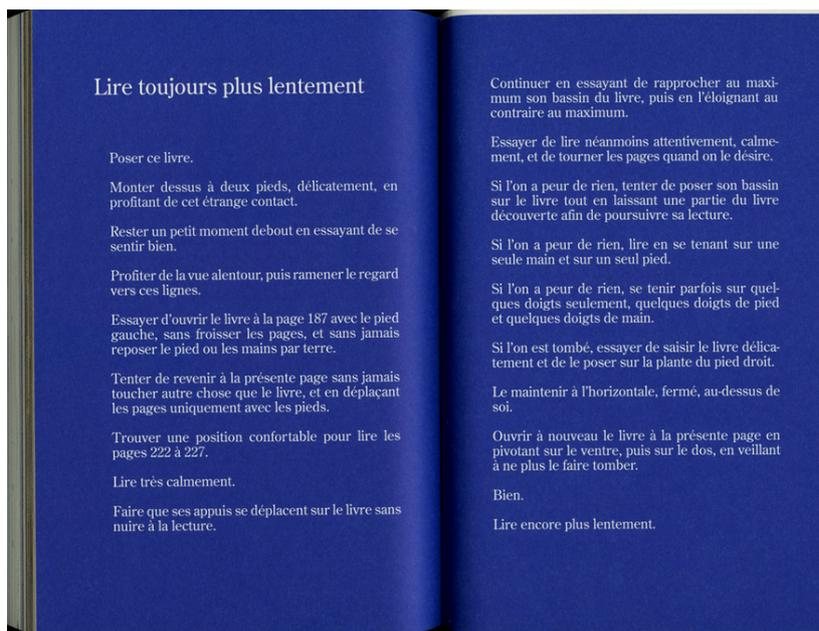 Lire toujours plus lentement
Poser ce livre.
Monter dessus à deux pieds, délicatement, en
profitant de cet étrange contact.
Rester un petit moment debout en essayant de se
sentir bien.
Profiter de la vue alentour, puis ramener le regard
vers ces lignes.
Essayer d'ouvrir le livre à la page 187 avec le pied
gauche, sans froisser les pages, et sans jamais
reposer le pied ou les mains par terre.
Tenter de revenir à la présente page sans jamais
toucher autre chose que le livre, et en déplaçant
les pages uniquement avec les pieds.
Trouver une position confortable pour lire les
pages 222 à 227.
Lire très calmement.
Faire que ses appuis se déplacent sur le livre sans
nuire à la lecture.
Continuer en essayant de rapprocher au maxi-
mum son bassin du livre, puis en l'éloignant au
contraire au maximum.
Essayer de lire néanmoins attentivement, calme-
ment, et de tourner les pages quand on le désire.
Si l'on a peur de rien, tenter de poser son bassin
sur le livre tout en laissant une partie du livre
découverte afin de poursuivre sa lecture.
Si l'on a peur de rien, lire en se tenant sur une
seule main et sur un seul pied.
Si l'on a peur de rien, se tenir parfois sur quel-
ques doigts seulement, quelques doigts de pied
et quelques doigts de main.
Si l'on est tombé, essayer de saisir le livre délica-
tement et de le poser sur la plante du pied droit.
Le maintenir à l'horizontale, fermé, au-dessus de
soi.
Ouvrir à nouveau le livre à la présente page en
pivotant sur le ventre, puis sur le dos, en veillant
à ne plus le faire tomber.
Bien.
Lire encore plus lentement.